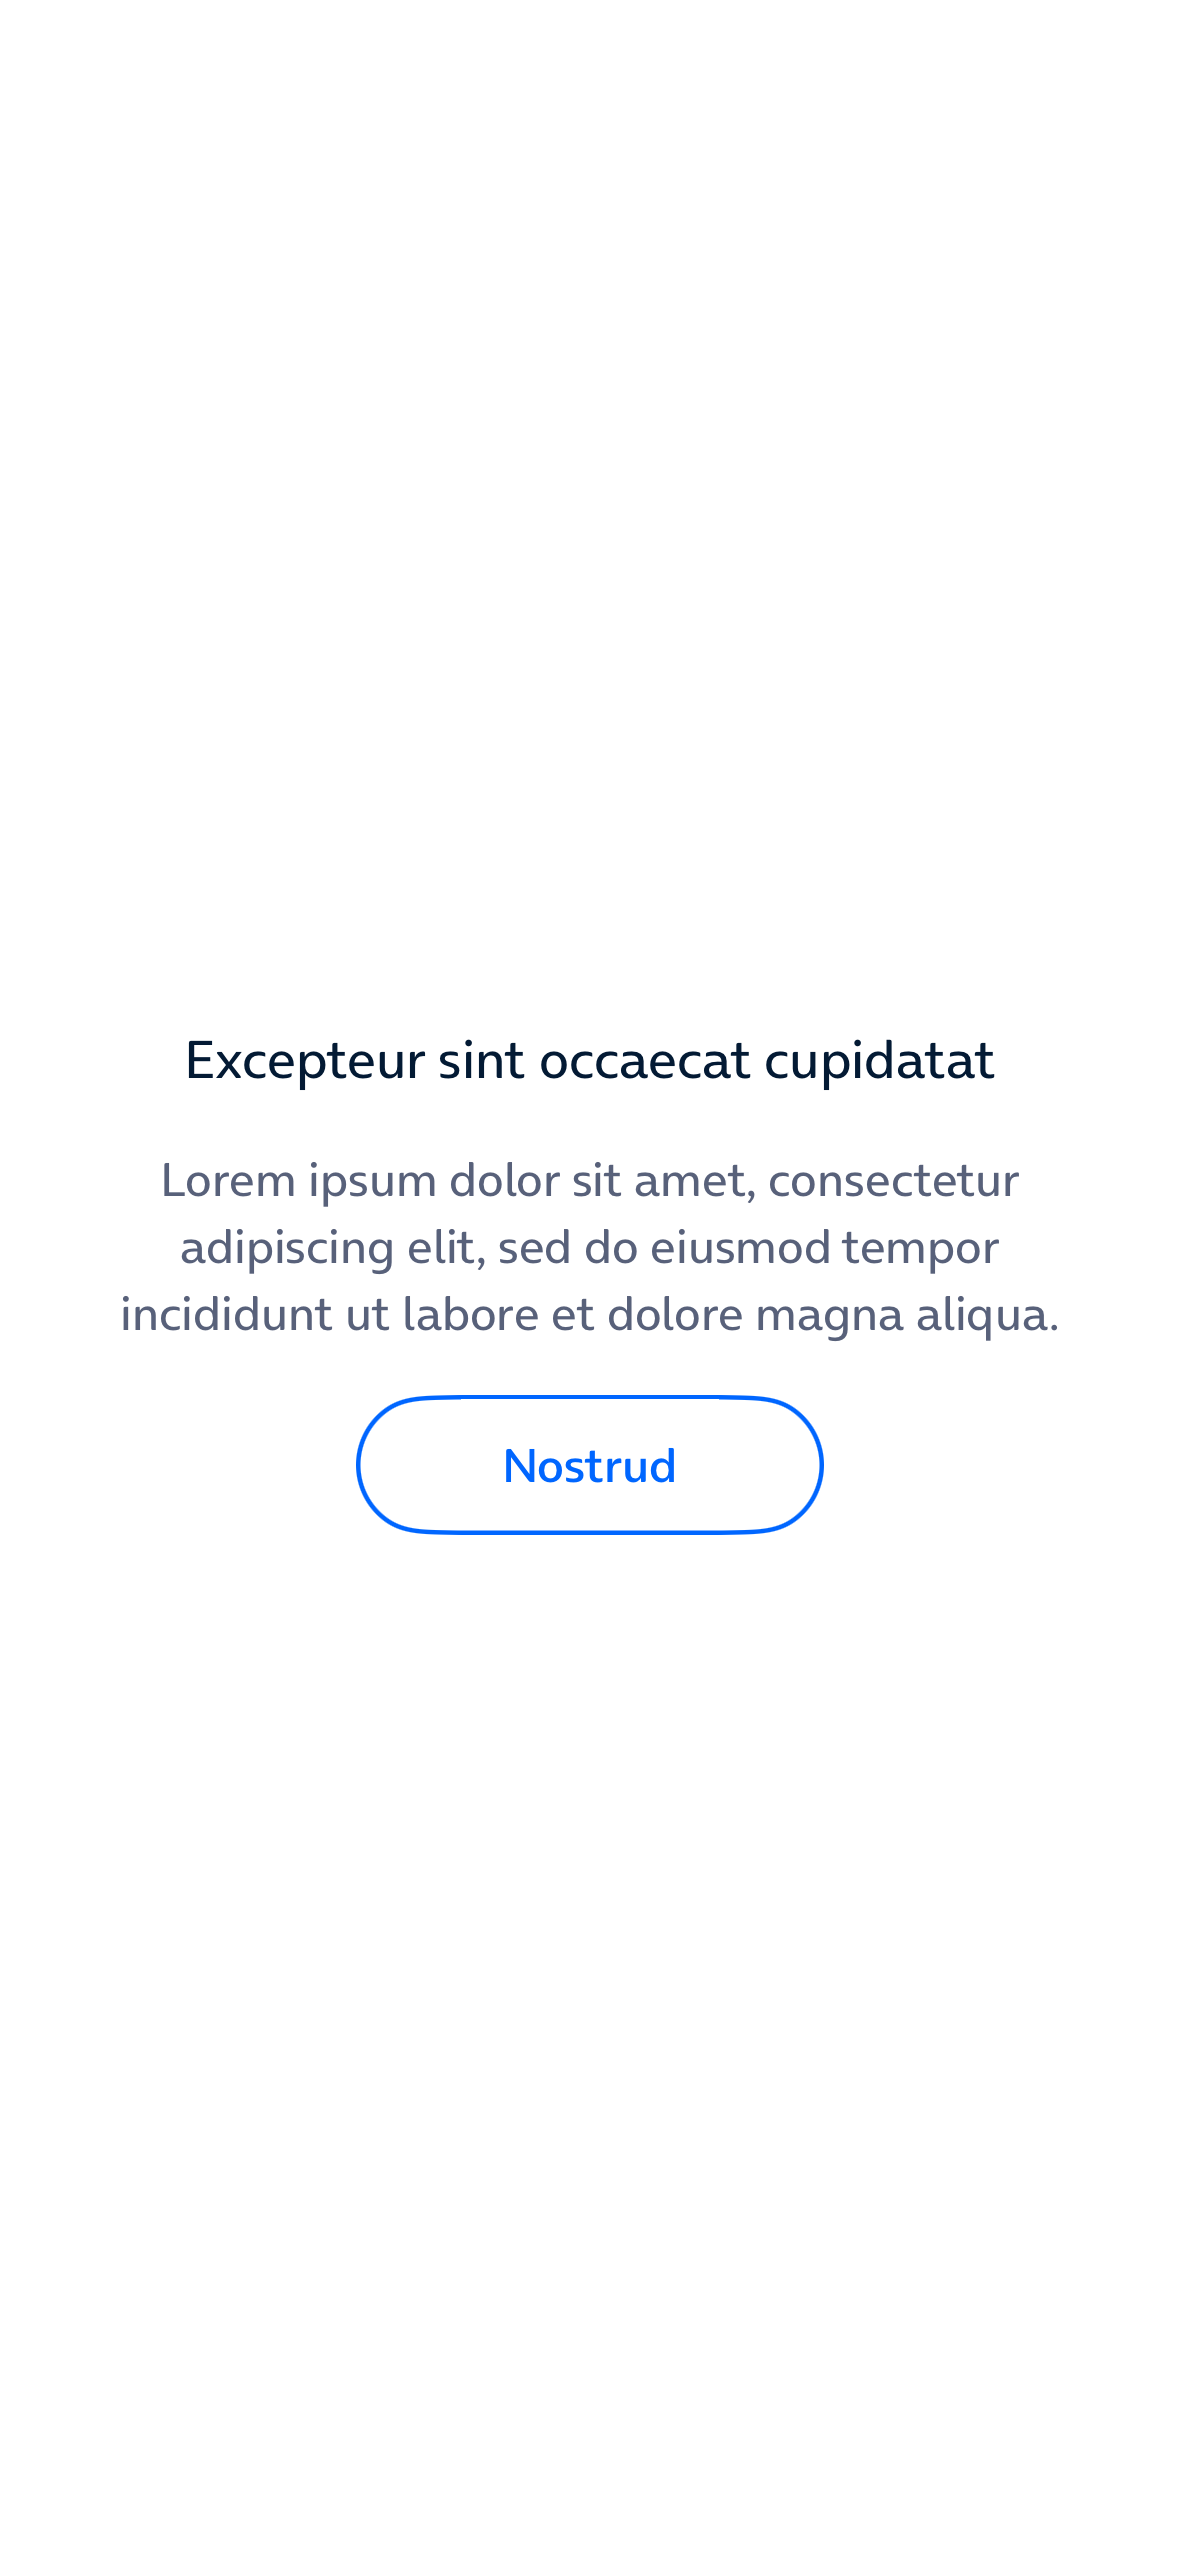 Excepteur sint occaecat cupidatat
Lorem ipsum dolor sit amet, consectetur
adipiscing elit, sed do eiusmod tempor
incididunt ut labore et dolore magna aliqua.
Nostrud